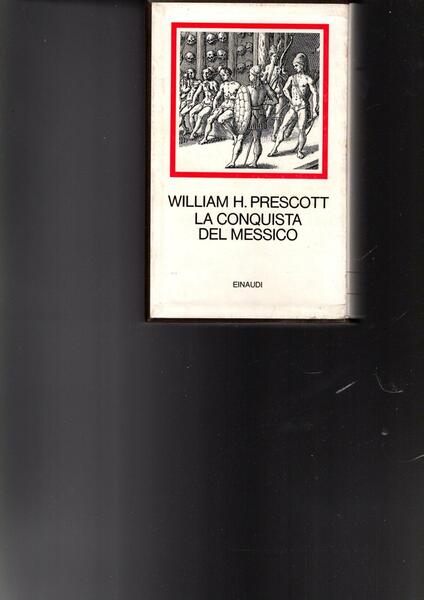 WILLIAM H. PRESCOTT
LA CONQUISTA
DEL MESSICO
EINAUDI